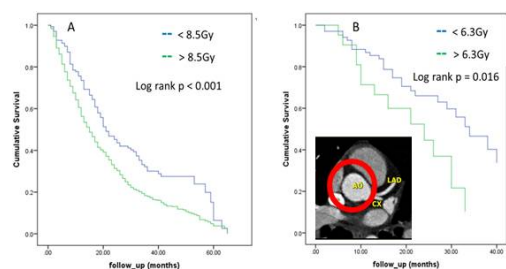 A
< 8.5Gy
> 8.5Gy
Log rank p < 0.001
Cumulative Survival
1.0
0.8
0.6
0.4
0.2
0.0
.00
20.00
40.00
60.00
follow_up (months)
B
< 6.3Gy
> 6.3Gy
Log rank p = 0.016
Cumulative Survival
1.0
0.8
0.6
0.4
0.2
0.0
.00
10.00
20.00
30.00
40.00
follow_up (months)
AO
LAD
CX